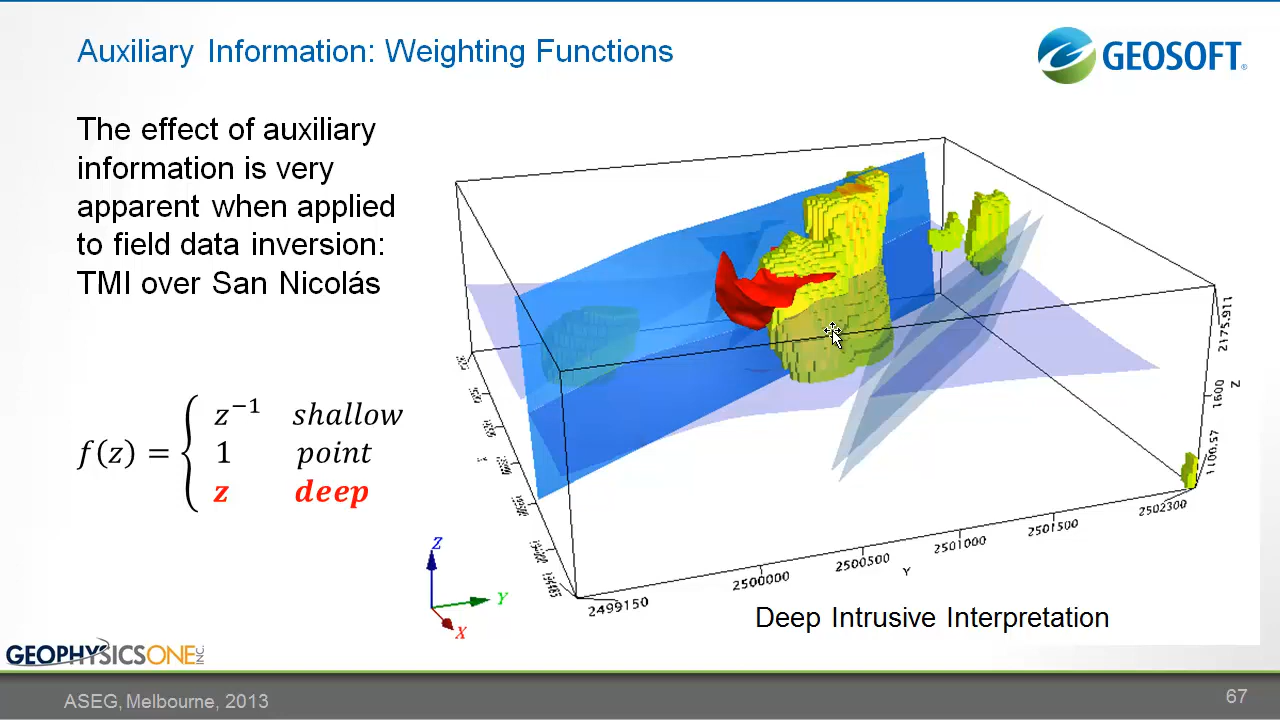 Auxiliary Information: Weighting Functions
GEOSOFT®
The effect of auxiliary
information is very
apparent when applied
to field data inversion:
TMI over San Nicolás
f(z) = { z⁻¹ shallow
1 point
z deep
2175.911
1600
Z
1106.57
2499150
2500000
2500500
Y
2501000
2501500
2502300
Z
Y
X
Deep Intrusive Interpretation
GEOPHYSICSONE INC.
ASEG, Melbourne, 2013
67